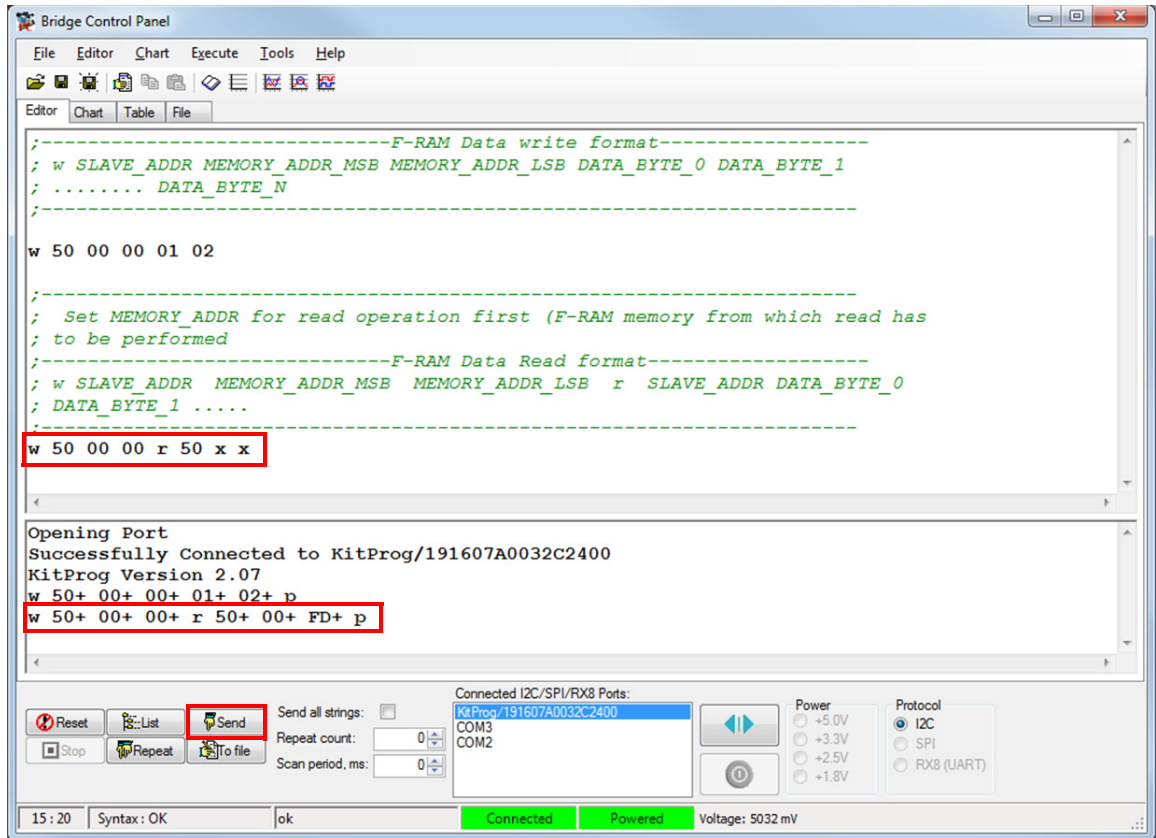 Bridge Control Panel
File Editor Chart Execute Tools Help
Editor Chart Table File
;------------------------------F-RAM Data write format------------------
; w SLAVE_ADDR MEMORY_ADDR_MSB MEMORY_ADDR_LSB DATA_BYTE_0 DATA_BYTE_1
; ........ DATA_BYTE_N
;----------------------------------------------------------------------
w 50 00 00 01 02
;----------------------------------------------------------------------
;  Set MEMORY_ADDR for read operation first (F-RAM memory from which read has
; to be performed
;------------------------------F-RAM Data Read format-------------------
; w SLAVE_ADDR  MEMORY_ADDR_MSB  MEMORY_ADDR_LSB  r  SLAVE_ADDR DATA_BYTE_0
; DATA_BYTE_1 .....
;----------------------------------------------------------------------
w 50 00 00 r 50 x x
Opening Port
Successfully Connected to KitProg/191607A0032C2400
KitProg Version 2.07
w 50+ 00+ 00+ 01+ 02+ p
w 50+ 00+ 00+ r 50+ 00+ FD+ p
Reset List Send
Stop Repeat To file
Send all strings:
Repeat count: 0
Scan period, ms: 0
Connected I2C/SPI/RX8 Ports:
KitProg/191607A0032C2400
COM3
COM2
Power
+5.0V
+3.3V
+2.5V
+1.8V
Protocol
I2C
SPI
RX8 (UART)
15 : 20 Syntax : OK ok Connected Powered Voltage: 5032 mV